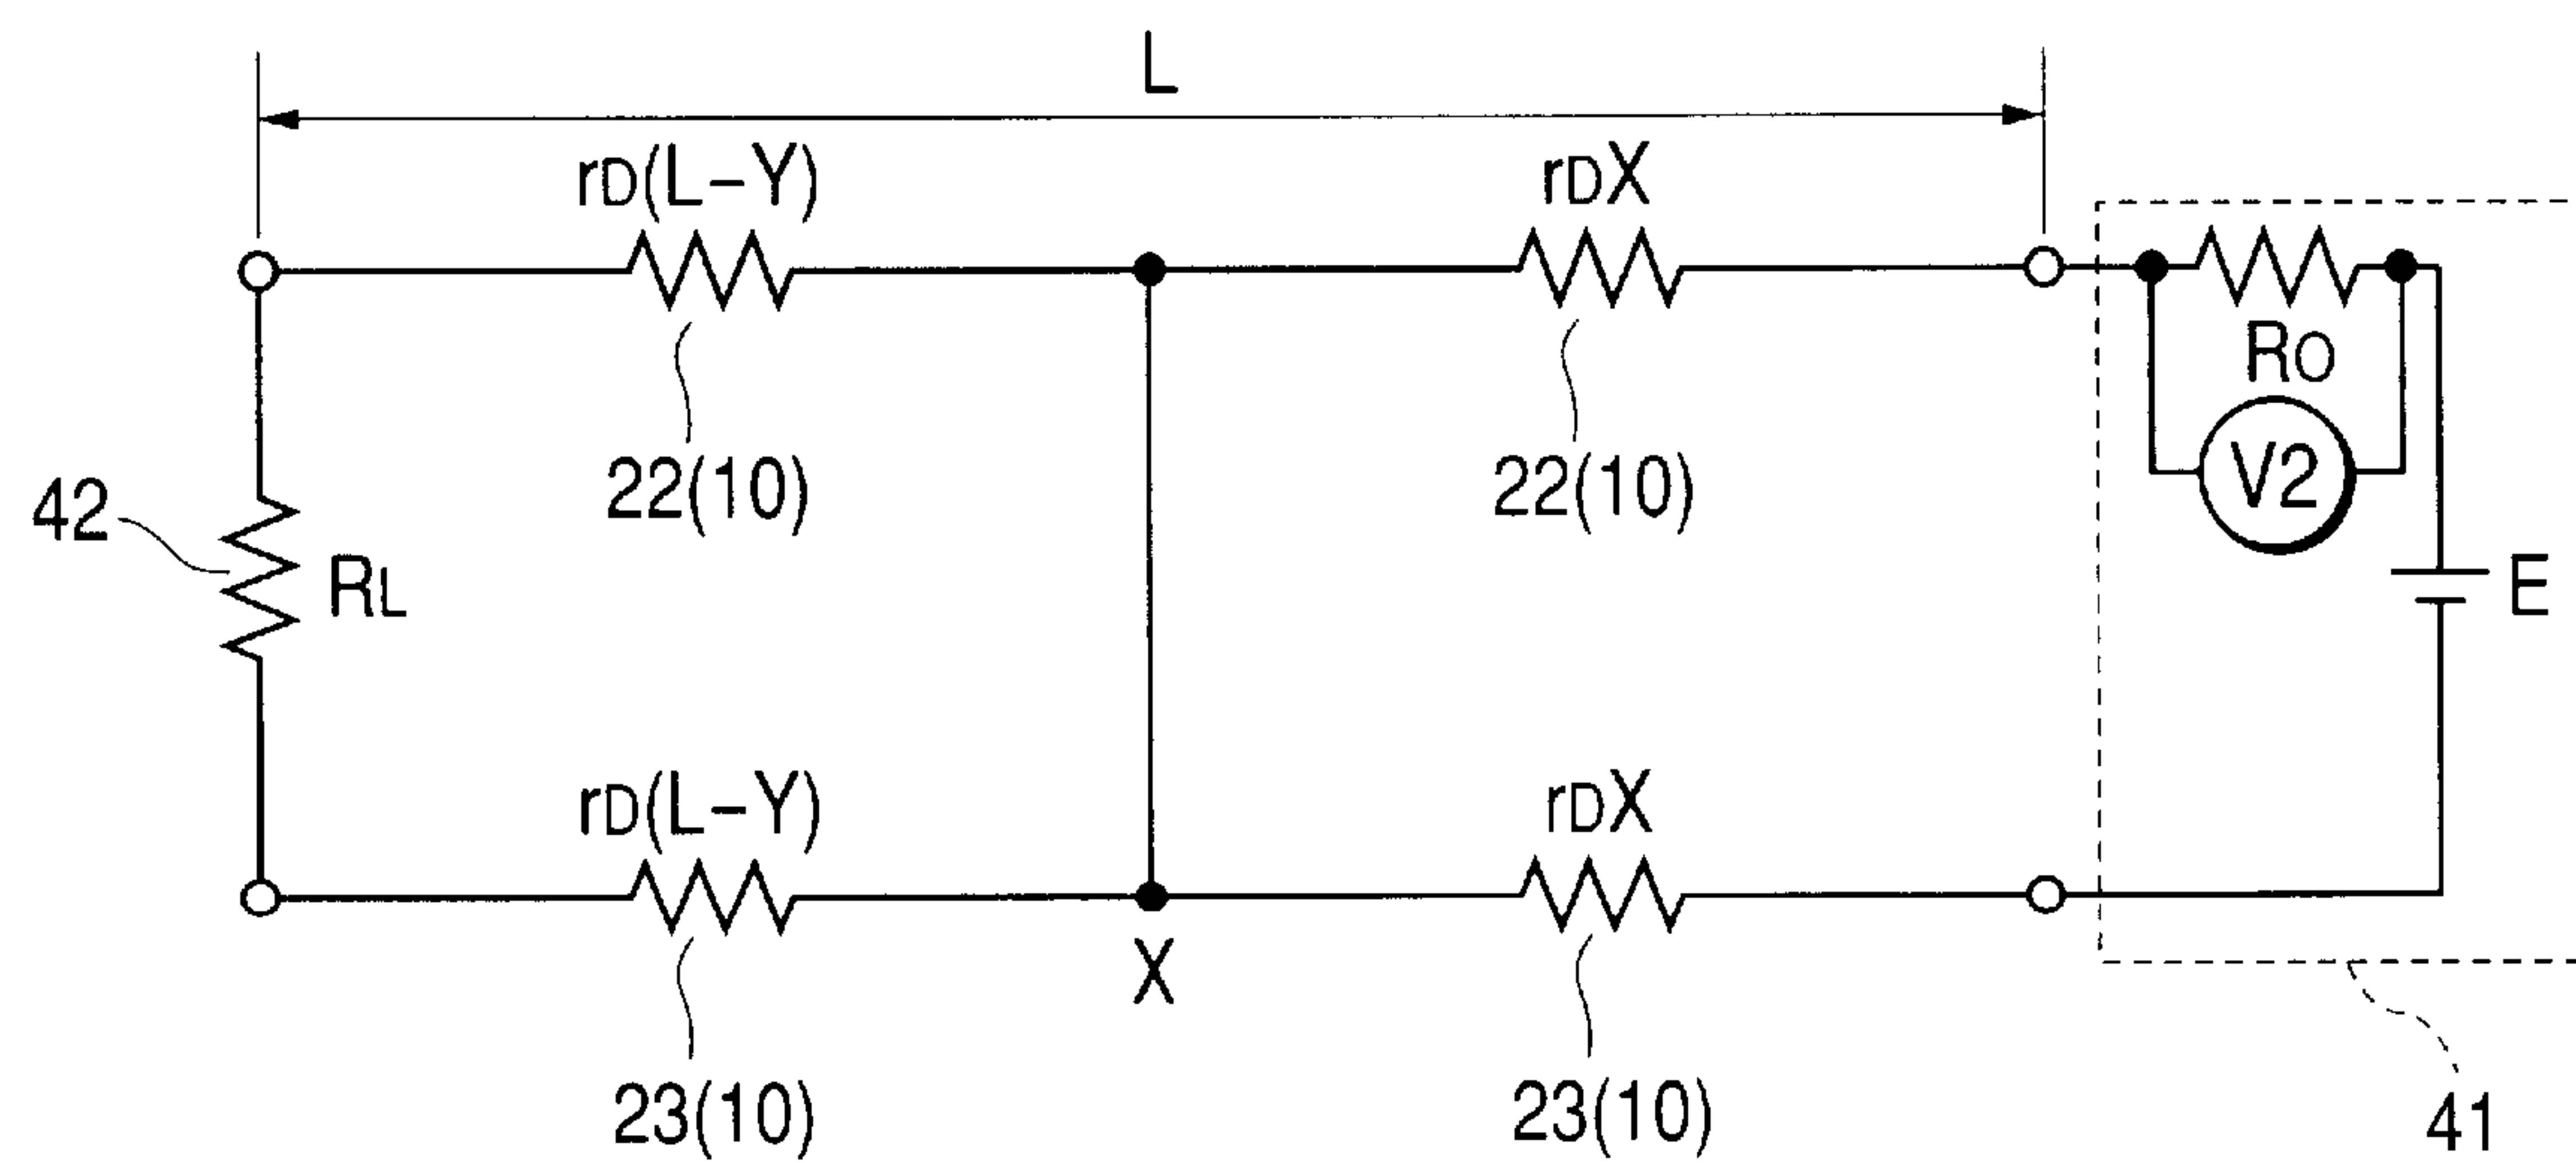 L
rD(L–Y)
rDX
RO
22(10)
22(10)
V2
42
RL
E
rD(L–Y)
rDX
X
23(10)
23(10)
41